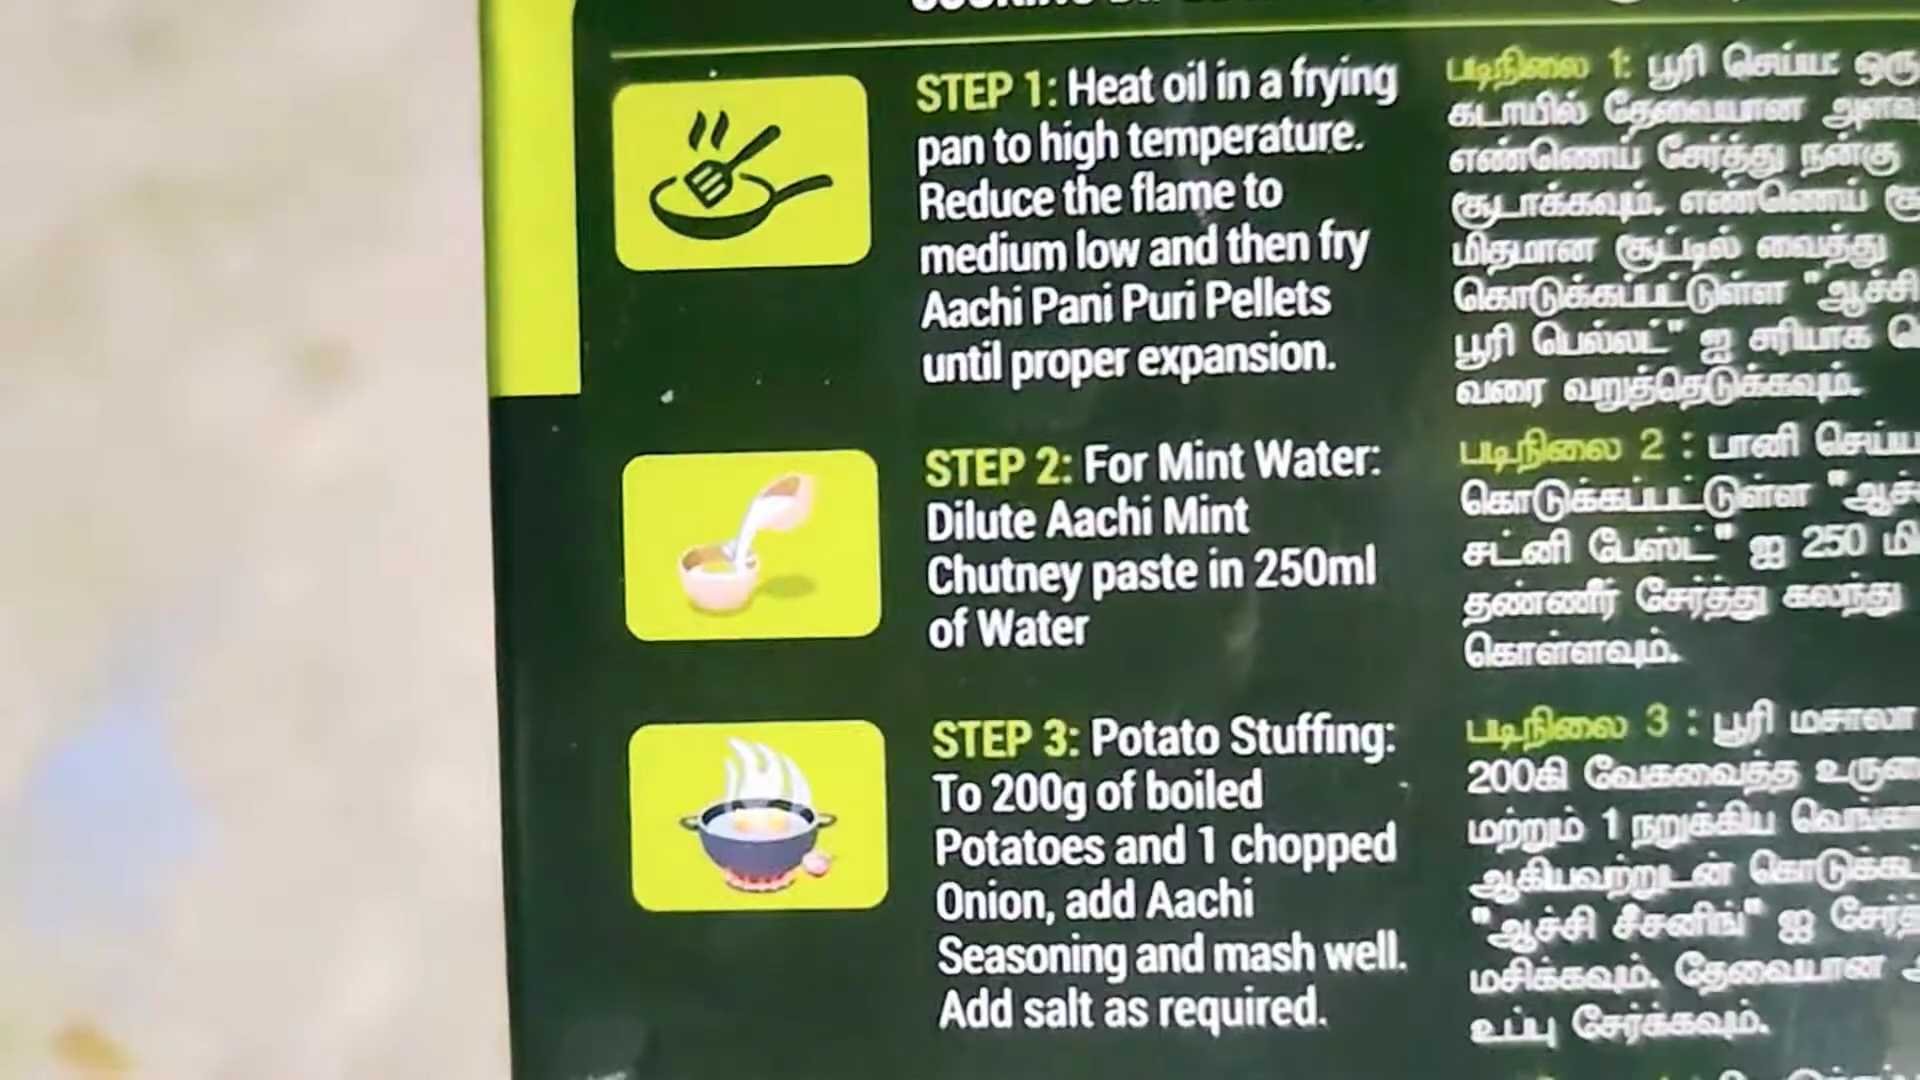 STEP 1: Heat oil in a frying
pan to high temperature.
Reduce the flame to
medium low and then fry
Aachi Pani Puri Pellets
until proper expansion.
STEP 2: For Mint Water:
Dilute Aachi Mint
Chutney paste in 250ml
of Water
STEP 3: Potato Stuffing:
To 200g of boiled
Potatoes and 1 chopped
Onion, add Aachi
Seasoning and mash well.
Add salt as required.
படிநிலை 1: பூரி செய்ய: ஒரு
கடாயில் தேவையான
எண்ணெய் சேர்த்து நன்கு
சூடாக்கவும். எண்ணெய்
மிதமான சூட்டில் வைத்து
கொடுக்கப்பட்டுள்ள "ஆச்சி
பூரி பெல்லட்" ஐ சரியாக
வரை வறுத்தெடுக்கவும்.
படிநிலை 2 : பானி செய்ய
கொடுக்கப்பட்டுள்ள
சட்னி பேஸ்ட்" ஐ 250
தண்ணீர் சேர்த்து கலந்து
கொள்ளவும்.
படிநிலை 3 : பூரி மசாலா
200கி வேகவைத்த
மற்றும் 1 நறுக்கிய
ஆகியவற்றுடன்
"ஆச்சி சீசனிங்" ஐ
மசிக்கவும். தேவையான
உப்பு சேர்க்கவும்.